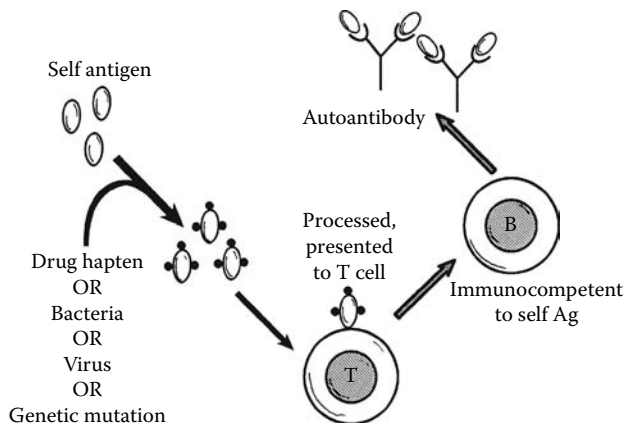 Self antigen
Drug hapten
OR
Bacteria
OR
Virus
OR
Genetic mutation
Processed,
presented
to T cell
T
B
Immunocompetent
to self Ag
Autoantibody